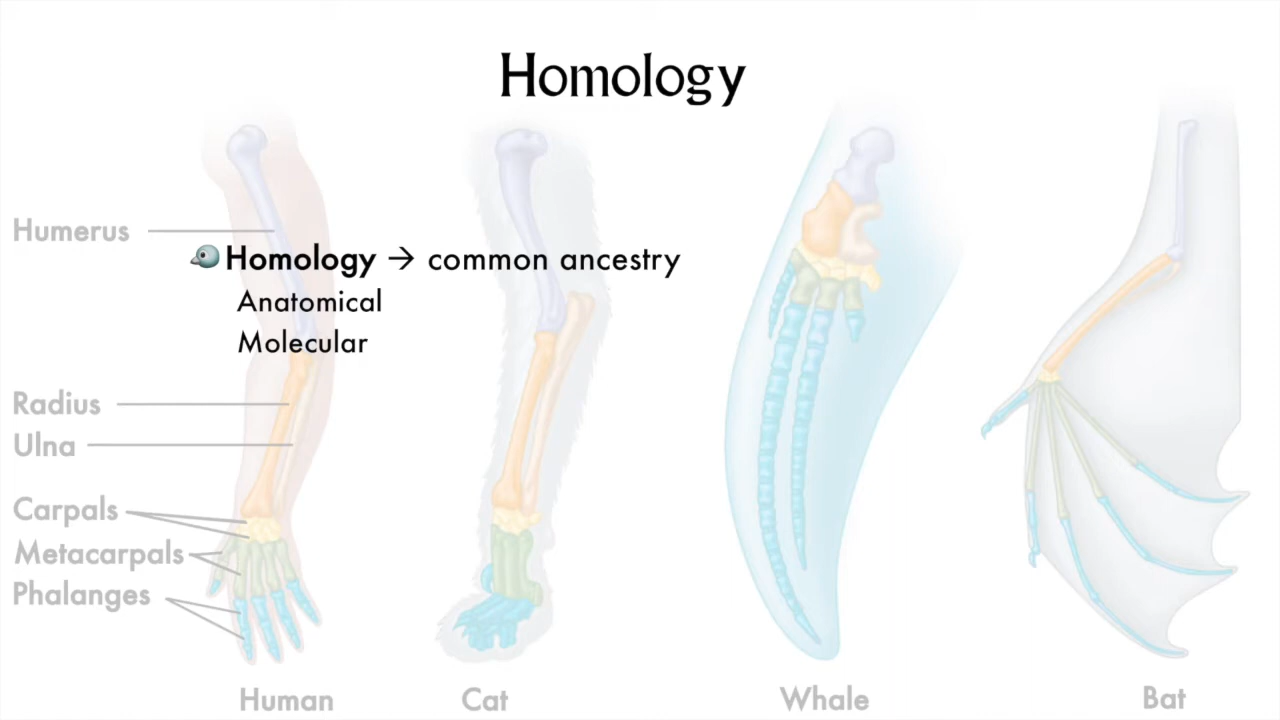 Homology
Humerus
Homology → common ancestry
Anatomical
Molecular
Radius
Ulna
Carpals
Metacarpals
Phalanges
Human
Cat
Whale
Bat